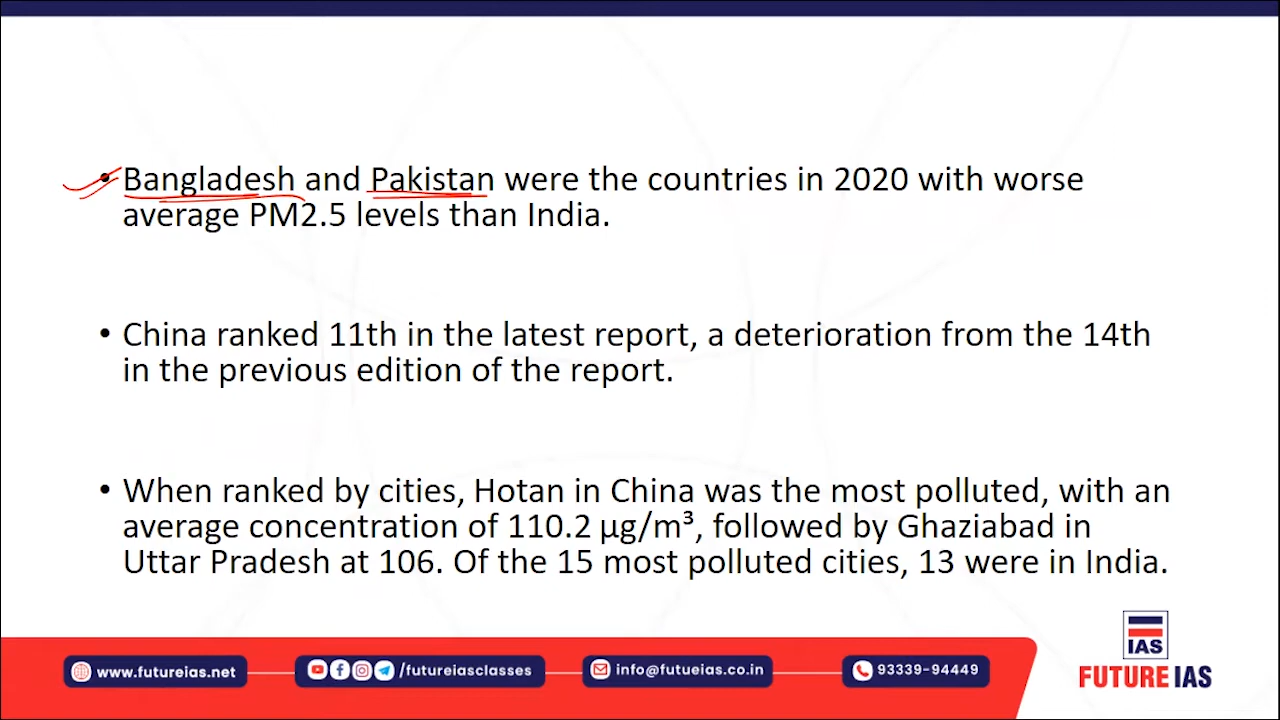 • Bangladesh and Pakistan were the countries in 2020 with worse
average PM2.5 levels than India.
• China ranked 11th in the latest report, a deterioration from the 14th
in the previous edition of the report.
• When ranked by cities, Hotan in China was the most polluted, with an
average concentration of 110.2 µg/m³, followed by Ghaziabad in
Uttar Pradesh at 106. Of the 15 most polluted cities, 13 were in India.
www.futureias.net
/futureiasclasses
info@futueias.co.in
93339-94449
IAS
FUTURE IAS